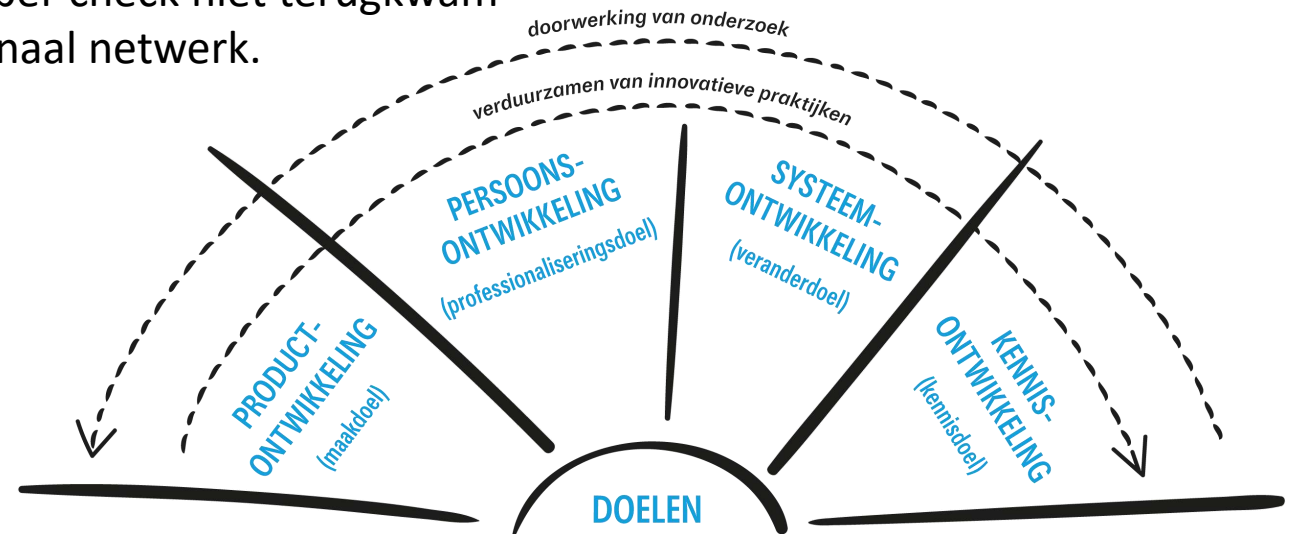 naal netwerk.
doorwerking van onderzoek
verduurzamen van innovatieve praktijken
PERSOONS-
ONTWIKKELING
(professionaliseringsdoel)
SYSTEEM-
ONTWIKKELING
(veranderdoel)
PRODUCT-
ONTWIKKELING
(maakdoel)
KENNIS-
ONTWIKKELING
(kennisdoel)
DOELEN